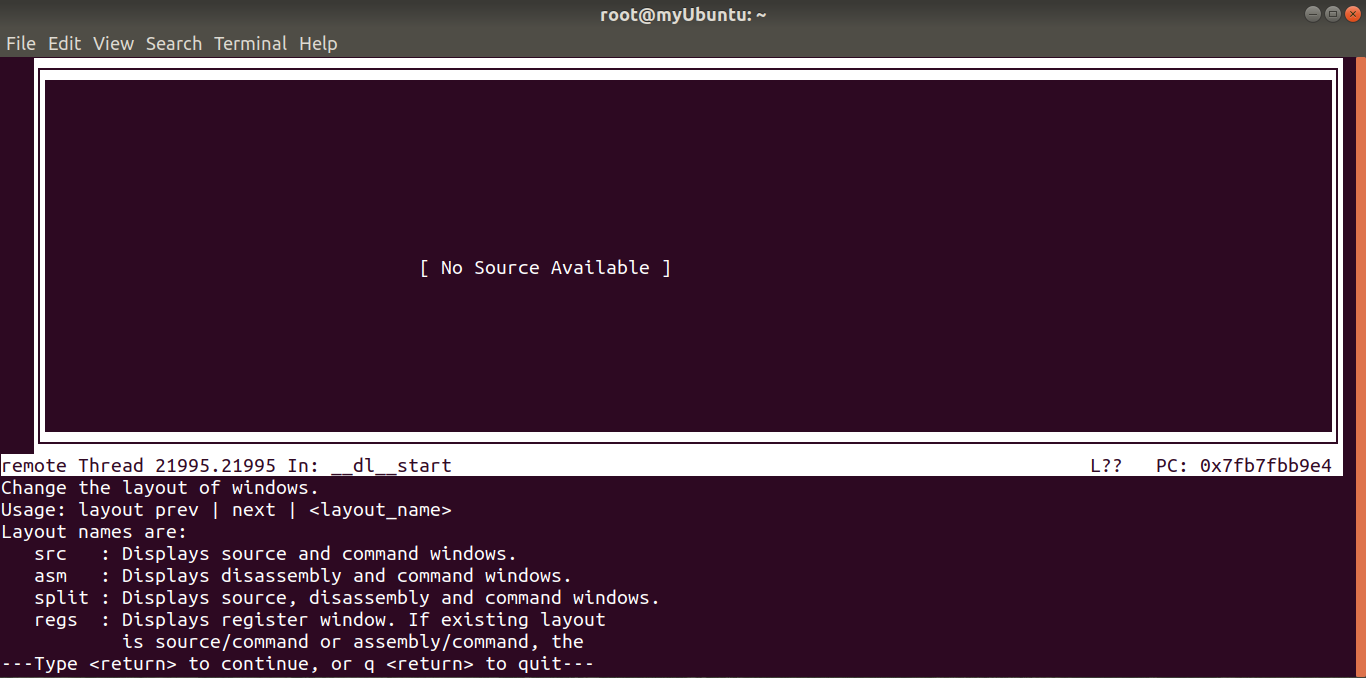 root@myUbuntu: ~
File Edit View Search Terminal Help
[ No Source Available ]
remote Thread 21995.21995 In: __dl__start L?? PC: 0x7fb7fbb9e4
Change the layout of windows.
Usage: layout prev | next | <layout_name>
Layout names are:
   src   : Displays source and command windows.
   asm   : Displays disassembly and command windows.
   split : Displays source, disassembly and command windows.
   regs  : Displays register window. If existing layout
           is source/command or assembly/command, the
---Type <return> to continue, or q <return> to quit---